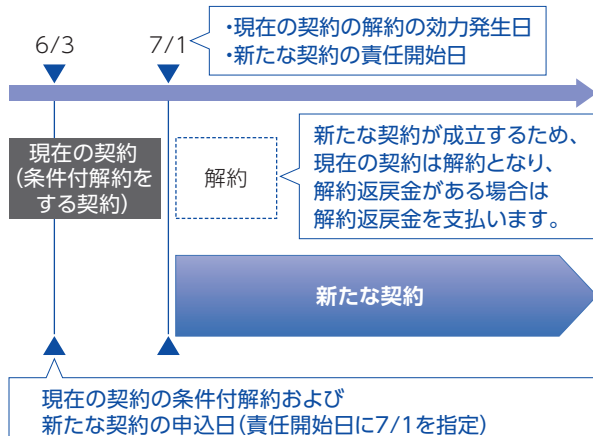 6/3
7/1
・現在の契約の解約の効力発生日
・新たな契約の責任開始日
現在の契約
(条件付解約を
する契約)
解約
新たな契約が成立するため、
現在の契約は解約となり、
解約返戻金がある場合は
解約返戻金を支払います。
新たな契約
現在の契約の条件付解約および
新たな契約の申込日(責任開始日に7/1を指定)